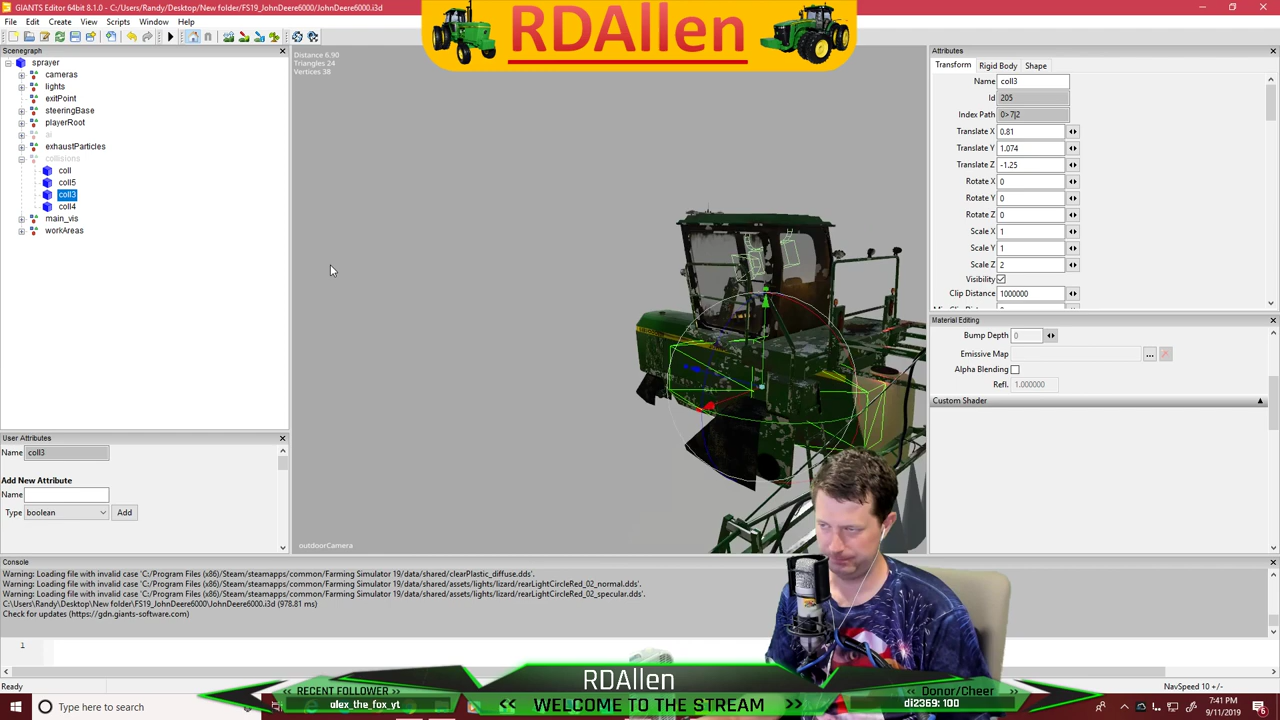 GIANTS Editor 64bit 8.1.0 - C:/Users/Randy/Desktop/New folder/FS19_JohnDeere6000/JohnDeere6000.i3d
File Edit Create View Scripts Window Help
RDAllen
Scenegraph
sprayer
cameras
lights
exitPoint
steeringBase
playerRoot
ai
exhaustParticles
collisions
coll
coll5
coll3
coll4
main_vis
workAreas
Distance 6.90
Triangles 24
Vertices 38
outdoorCamera
Attributes
Transform Rigid Body Shape
Name coll3
Id 205
Index Path 0>7|2
Translate X 0.81
Translate Y 1.074
Translate Z -1.25
Rotate X 0
Rotate Y 0
Rotate Z 0
Scale X 1
Scale Y 1
Scale Z 2
Visibility
Clip Distance 1000000
Material Editing
Bump Depth 0
Emissive Map ...
Alpha Blending
Refl. 1.000000
Custom Shader
User Attributes
Name coll3
Add New Attribute
Name
Type boolean Add
Console
Warning: Loading file with invalid case 'C:/Program Files (x86)/Steam/steamapps/common/Farming Simulator 19/data/shared/clearPlastic_diffuse.dds'.
Warning: Loading file with invalid case 'C:/Program Files (x86)/Steam/steamapps/common/Farming Simulator 19/data/shared/assets/lights/lizard/rearLightCircleRed_02_normal.dds'.
Warning: Loading file with invalid case 'C:/Program Files (x86)/Steam/steamapps/common/Farming Simulator 19/data/shared/assets/lights/lizard/rearLightCircleRed_02_specular.dds'.
C:\Users\Randy\Desktop\New folder\FS19_JohnDeere6000\JohnDeere6000.i3d (978.81 ms)
Check for updates (https://gdn.giants-software.com)
1
Ready
NavSpeed 10 +/-
RDAllen
<< RECENT FOLLOWER >>
alex_the_fox_yt
<< WELCOME TO THE STREAM >>
<< Donor/Cheer >>
di2369: 100
Type here to search
7:41 PM
9/11/2019